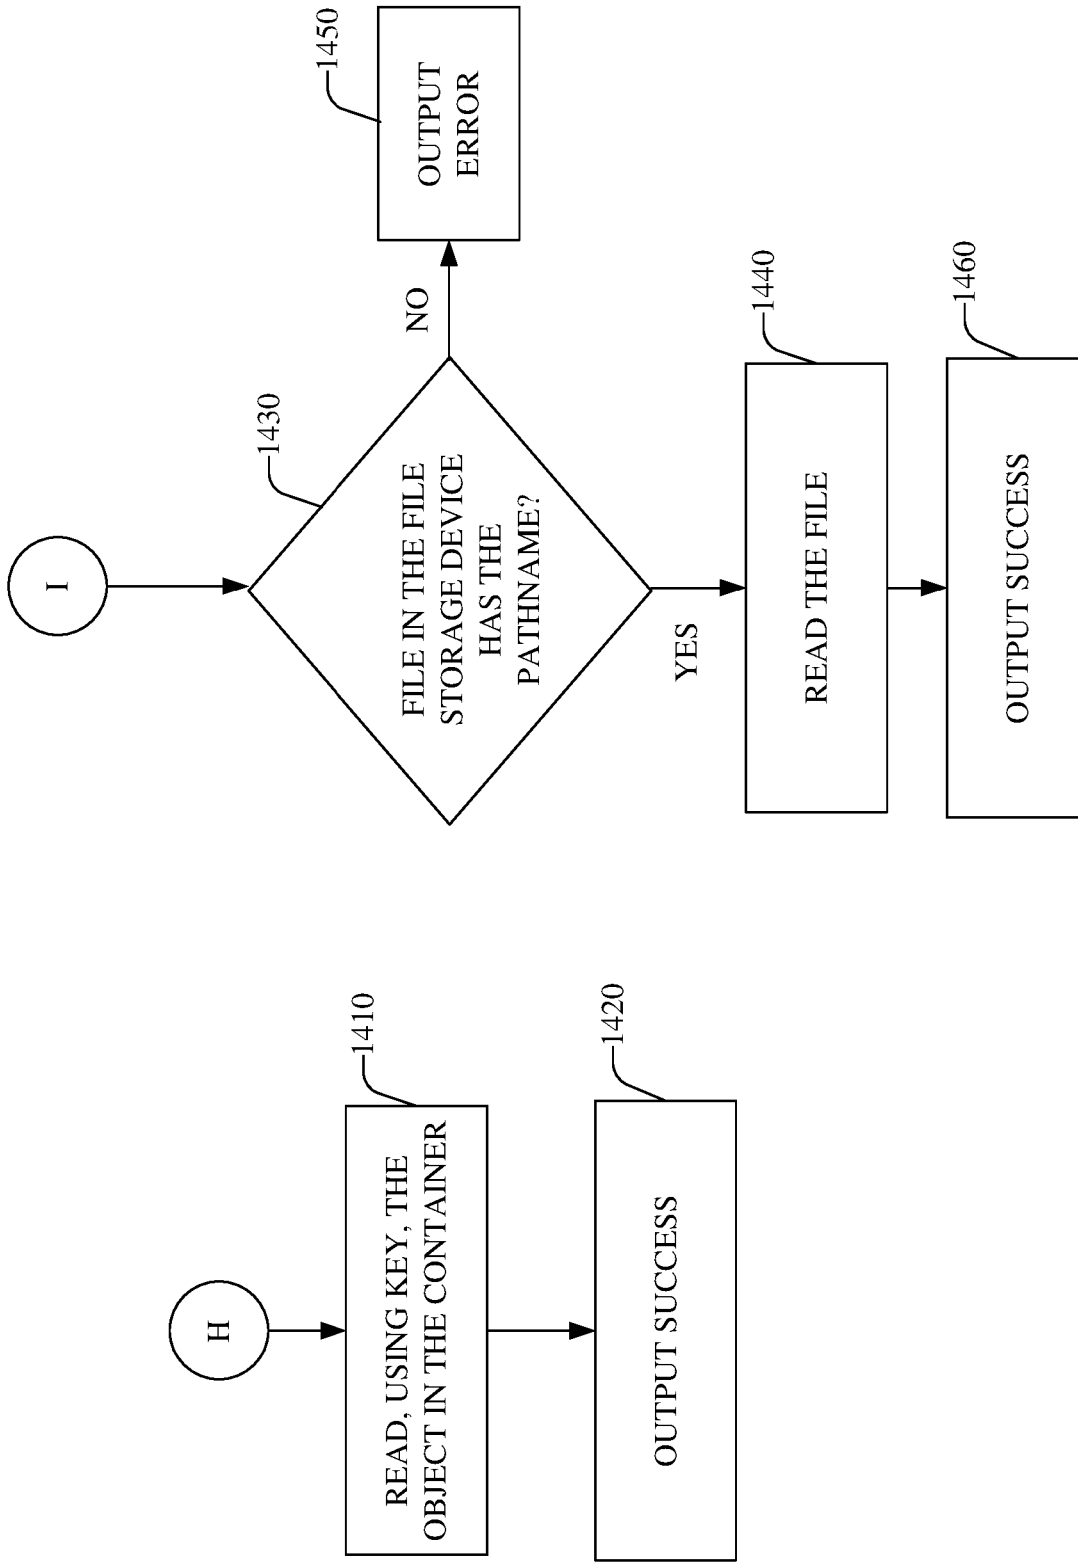 H
1410
READ, USING KEY, THE
OBJECT IN THE CONTAINER
1420
OUTPUT SUCCESS
I
1430
FILE IN THE FILE
STORAGE DEVICE
HAS THE
PATHNAME?
NO
1450
OUTPUT
ERROR
YES
1440
READ THE FILE
1460
OUTPUT SUCCESS